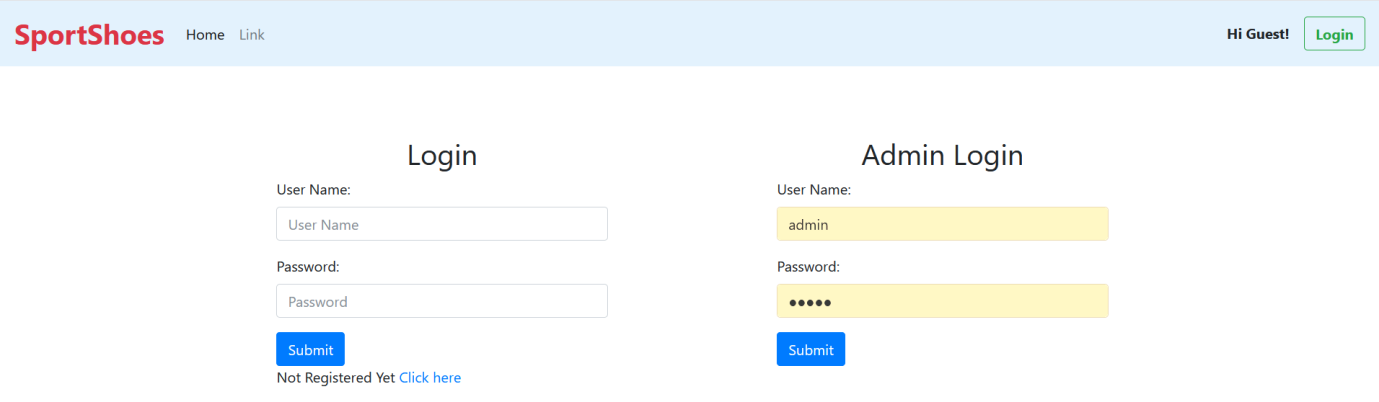 SportShoes Home Link Hi Guest! Login
Login
User Name:
User Name
Password:
Password
Submit
Not Registered Yet Click here
Admin Login
User Name:
admin
Password:
●●●●●
Submit